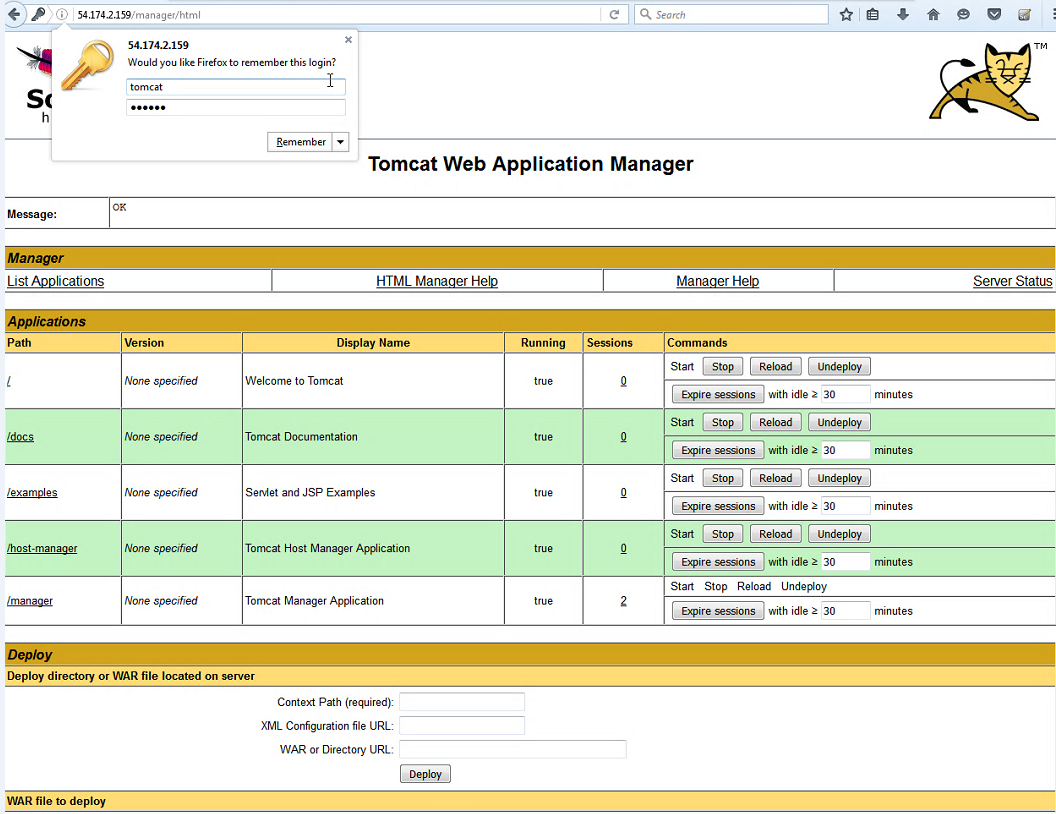 54.174.2.159/manager/html
Search
54.174.2.159
Would you like Firefox to remember this login?
tomcat
••••••
Remember
So
h
TM
Tomcat Web Application Manager
Message: OK
Manager
List Applications HTML Manager Help Manager Help Server Status
Applications
Path Version Display Name Running Sessions Commands
/ None specified Welcome to Tomcat true 0 Start Stop Reload Undeploy
Expire sessions with idle ≥ 30 minutes
/docs None specified Tomcat Documentation true 0 Start Stop Reload Undeploy
Expire sessions with idle ≥ 30 minutes
/examples None specified Servlet and JSP Examples true 0 Start Stop Reload Undeploy
Expire sessions with idle ≥ 30 minutes
/host-manager None specified Tomcat Host Manager Application true 0 Start Stop Reload Undeploy
Expire sessions with idle ≥ 30 minutes
/manager None specified Tomcat Manager Application true 2 Start Stop Reload Undeploy
Expire sessions with idle ≥ 30 minutes
Deploy
Deploy directory or WAR file located on server
Context Path (required):
XML Configuration file URL:
WAR or Directory URL:
Deploy
WAR file to deploy